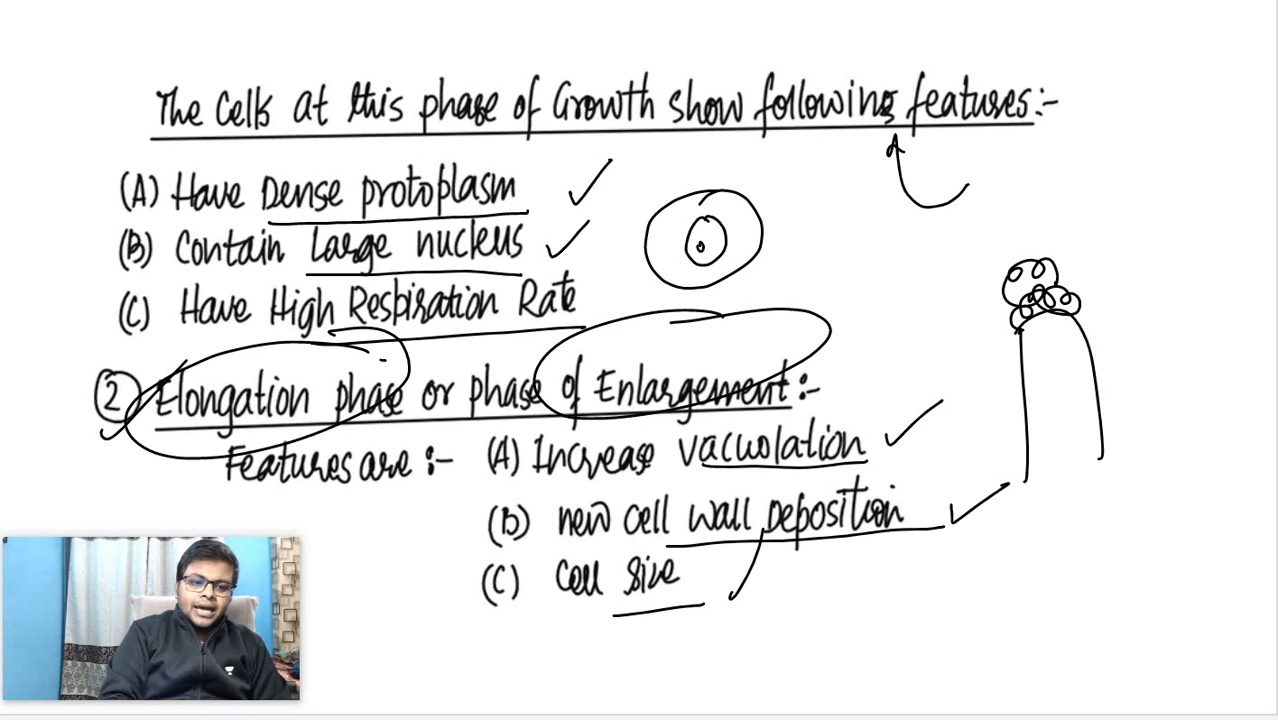 The Cells at this phase of Growth show following features:-
(A) Have Dense protoplasm
(B) Contain Large nucleus
(C) Have High Respiration Rate
② Elongation phase or phase of Enlargement:-
Features are:- (A) Increase vacuolation
(B) new cell wall Deposition
(C) Cell size